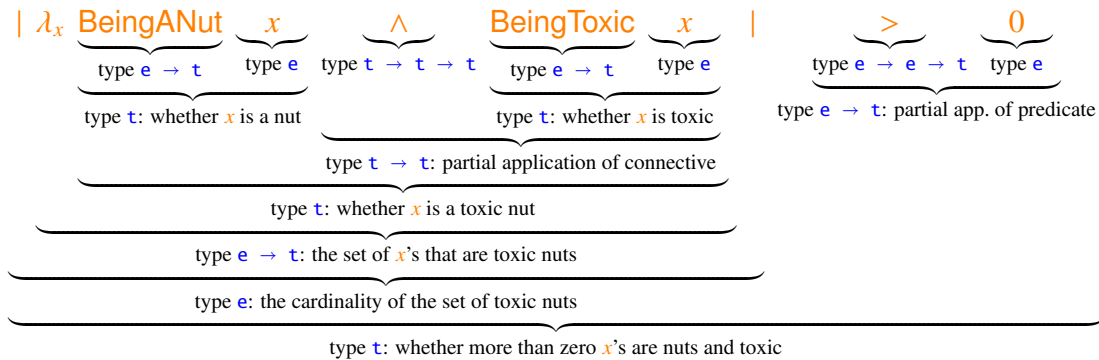 | λx BeingANut x ∧ BeingToxic x | > 0
type e → t type e type t → t → t type e → t type e type e → e → t type e
type t: whether x is a nut type t: whether x is toxic type e → t: partial app. of predicate
type t → t: partial application of connective
type t: whether x is a toxic nut
type e → t: the set of x's that are toxic nuts
type e: the cardinality of the set of toxic nuts
type t: whether more than zero x's are nuts and toxic